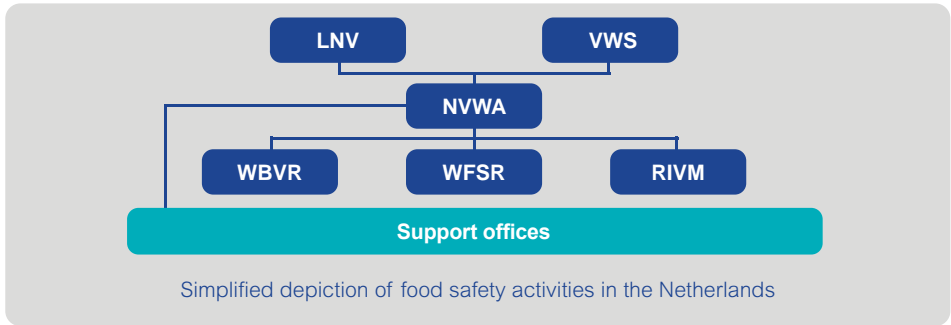 LNV
VWS
NVWA
WBVR
WFSR
RIVM
Support offices
Simplified depiction of food safety activities in the Netherlands